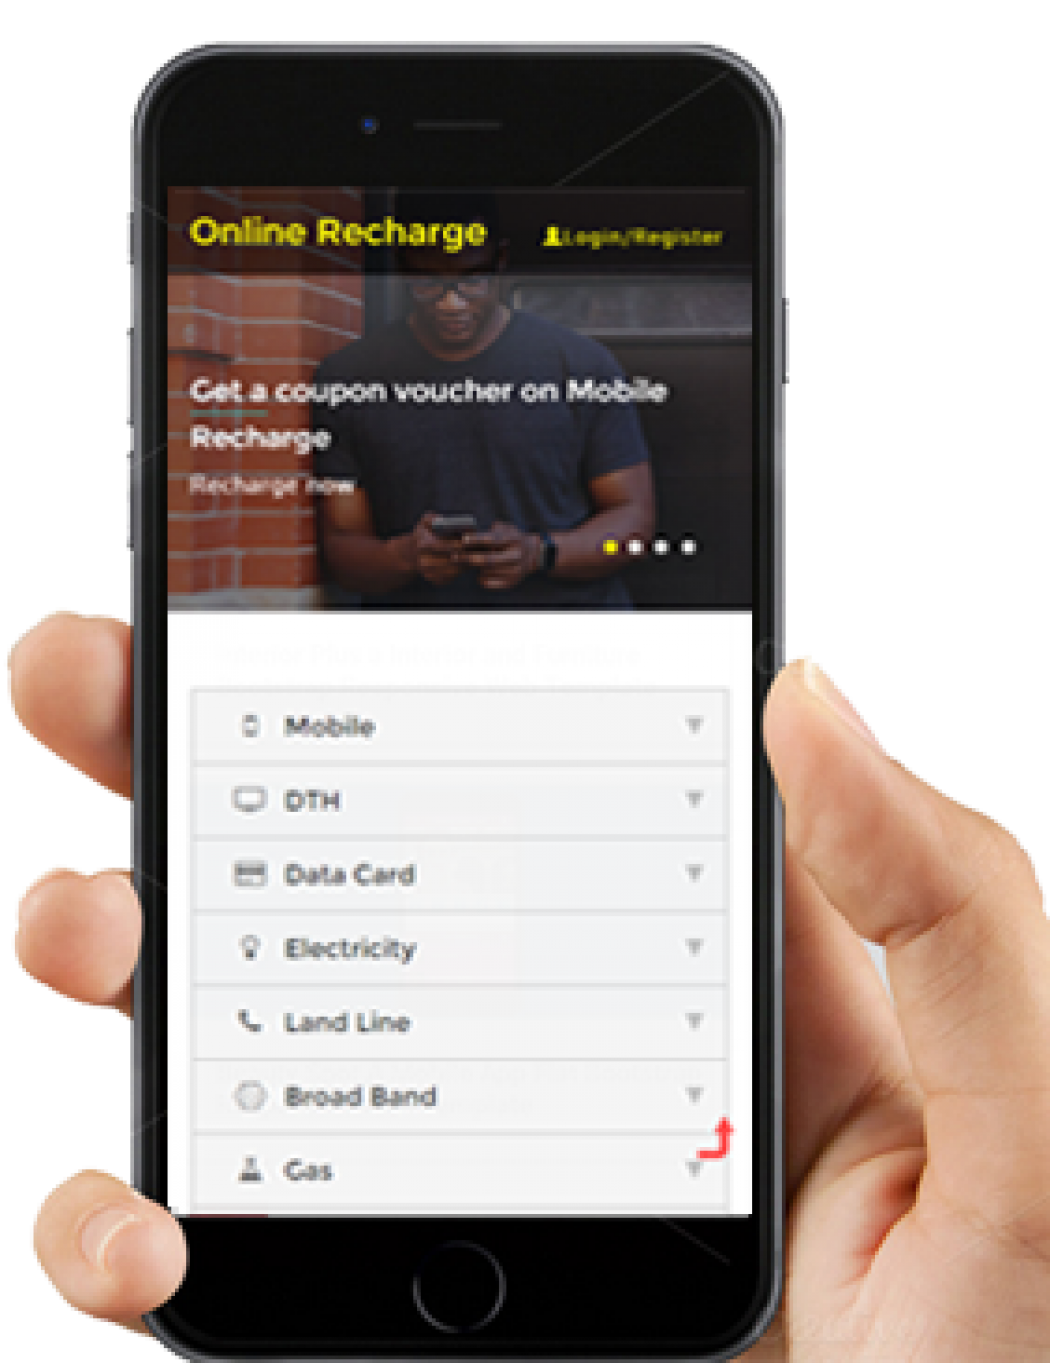 Online Recharge
Login/Register
Get a coupon voucher on Mobile
Recharge
Recharge now
Mobile
DTH
Data Card
Electricity
Land Line
Broad Band
Gas